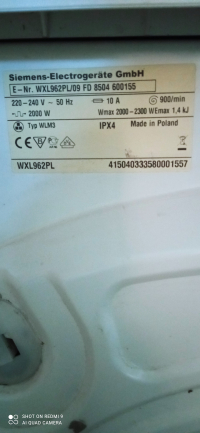 Siemens-Electrogeräte GmbH
E-Nr. WXL962PL/09 FD 8504 600155
220-240 V ~ 50 Hz 10 A 900/min
2000 W Wmax 2000-2300 WEmax 1,4 kJ
Typ WLM3 IPX4 Made in Poland
CE
WXL962PL 415040333580001557
SHOT ON REDMI 9
AI QUAD CAMERA